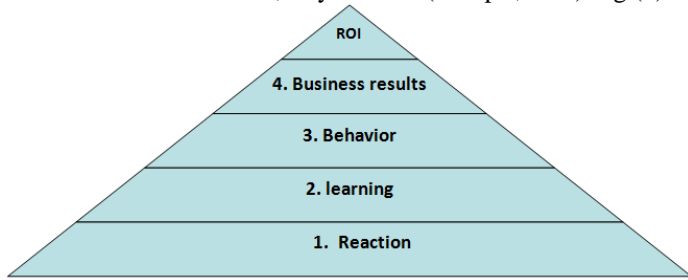 ROI
4. Business results
3. Behavior
2. learning
1.  Reaction